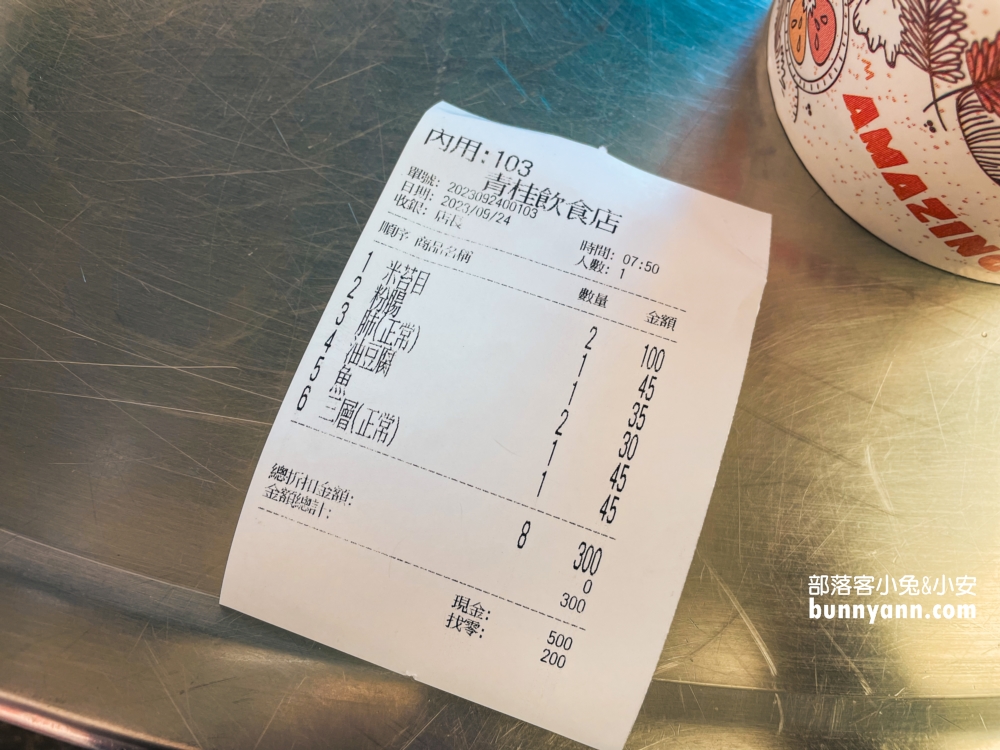 內用:103
青桂飲食店
單號: 2023092400103
日期: 2023/09/24 時間: 07:50
收銀: 店長 人數: 1
順序 商品名稱 數量 金額
1 米苔目 2 100
2 粉腸 1 45
3 肺(正常) 1 35
4 油豆腐 2 30
5 魚 1 45
6 三層(正常) 1 45
8 300
總折扣金額: 0
金額總計: 300
現金: 500
找零: 200
AMAZING
部落客小兔&小安
bunnyann.com